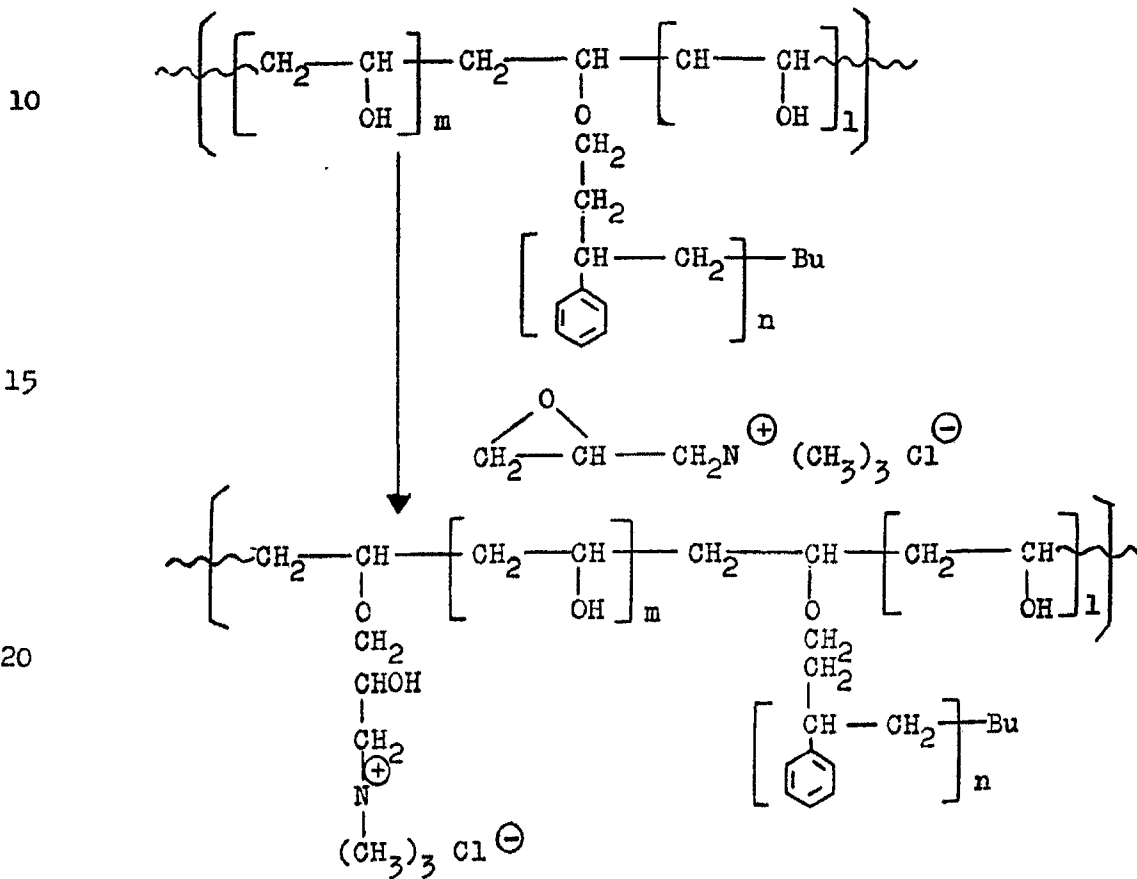 10
CH2 CH CH2 CH CH CH
OH m O OH l
CH2
CH2
CH CH2 Bu
n
15
O
CH2 CH CH2N ⊕ (CH3)3 Cl ⊖
CH2 CH CH2 CH CH2 CH CH2 CH
O OH m O OH l
20
CH2 CH2
CHOH CH2
CH2 CH CH2 Bu
⊕
N n
(CH3)3 Cl ⊖